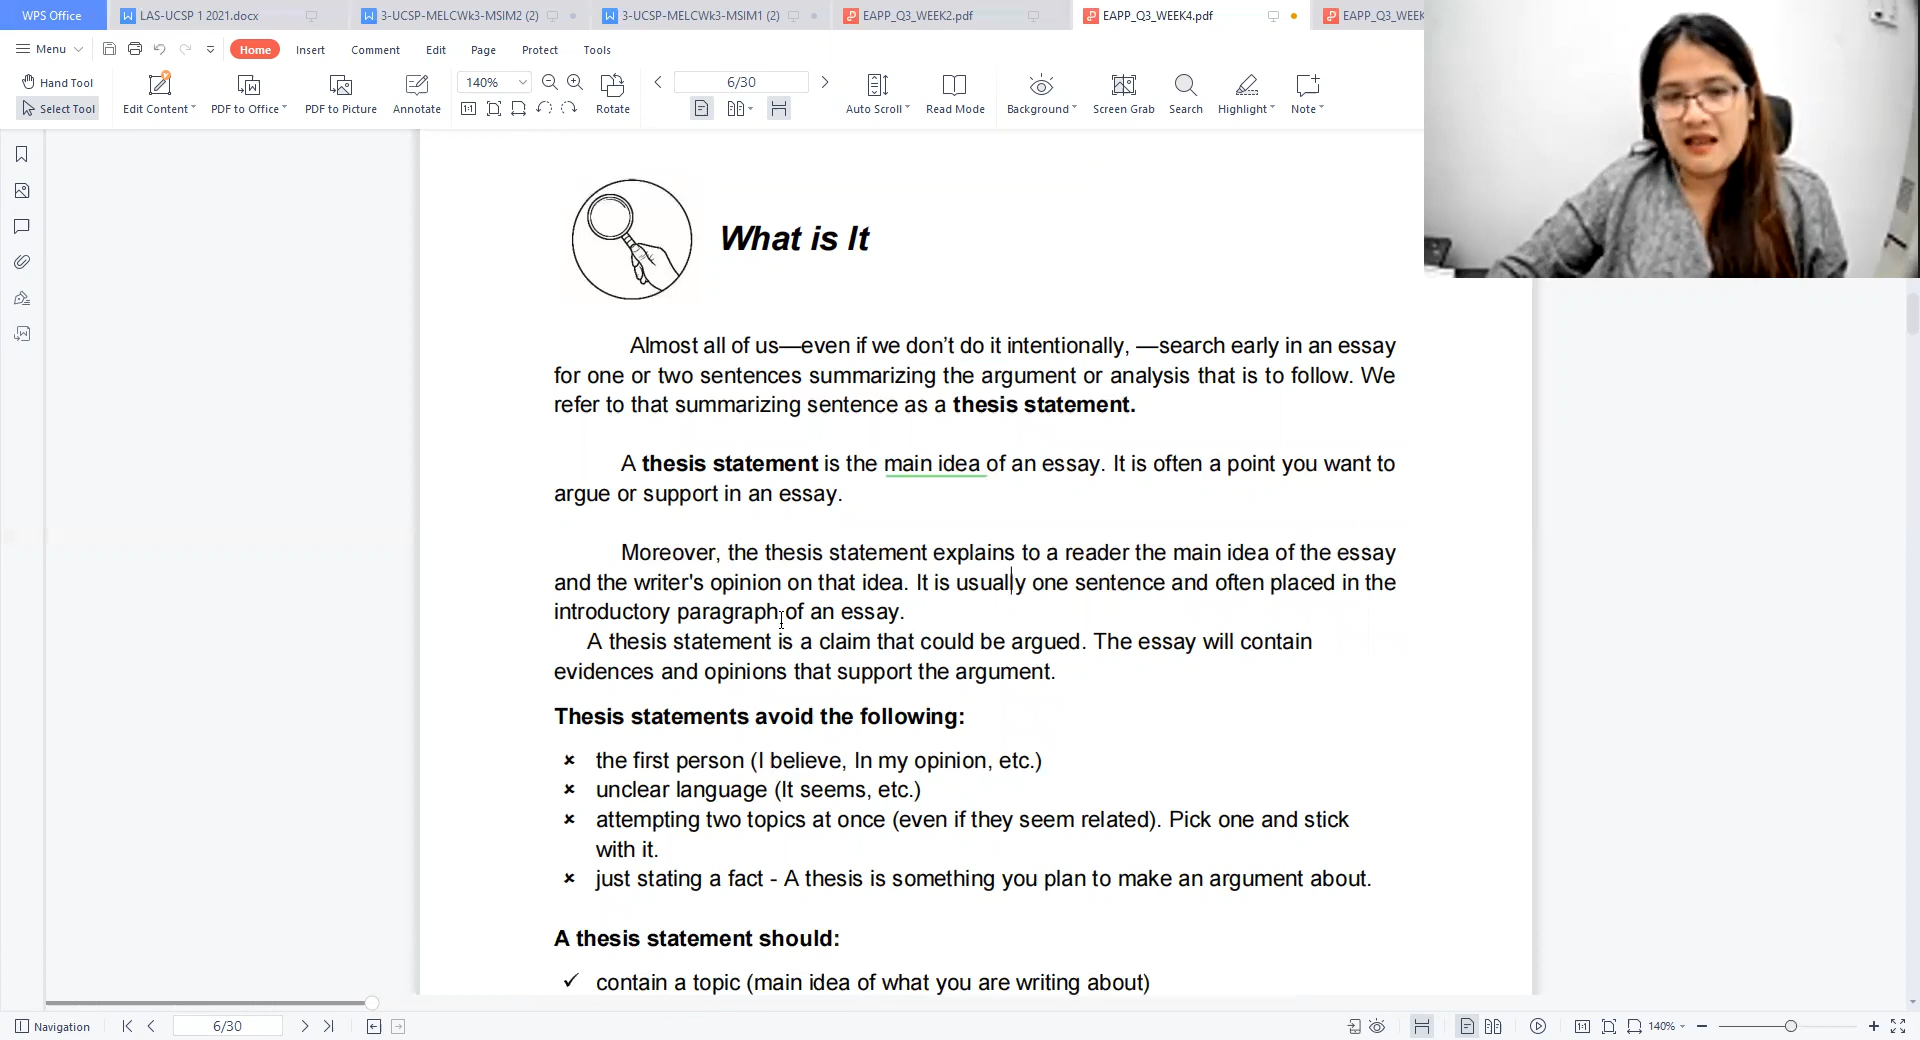 WPS Office
LAS-UCSP 1 2021.docx
3-UCSP-MELCWk3-MSIM2 (2)
3-UCSP-MELCWk3-MSIM1 (2)
EAPP_Q3_WEEK2.pdf
EAPP_Q3_WEEK4.pdf
EAPP_Q3_WEEK
Menu
Home
Insert
Comment
Edit
Page
Protect
Tools
Hand Tool
Select Tool
Edit Content
PDF to Office
PDF to Picture
Annotate
140%
Rotate
6/30
Auto Scroll
Read Mode
Background
Screen Grab
Search
Highlight
Note
What is It
Almost all of us—even if we don’t do it intentionally, —search early in an essay
for one or two sentences summarizing the argument or analysis that is to follow. We
refer to that summarizing sentence as a thesis statement.
A thesis statement is the main idea of an essay. It is often a point you want to
argue or support in an essay.
Moreover, the thesis statement explains to a reader the main idea of the essay
and the writer's opinion on that idea. It is usually one sentence and often placed in the
introductory paragraph of an essay.
A thesis statement is a claim that could be argued. The essay will contain
evidences and opinions that support the argument.
Thesis statements avoid the following:
× the first person (I believe, In my opinion, etc.)
× unclear language (It seems, etc.)
× attempting two topics at once (even if they seem related). Pick one and stick
with it.
× just stating a fact - A thesis is something you plan to make an argument about.
A thesis statement should:
✓ contain a topic (main idea of what you are writing about)
Navigation
6/30
140%